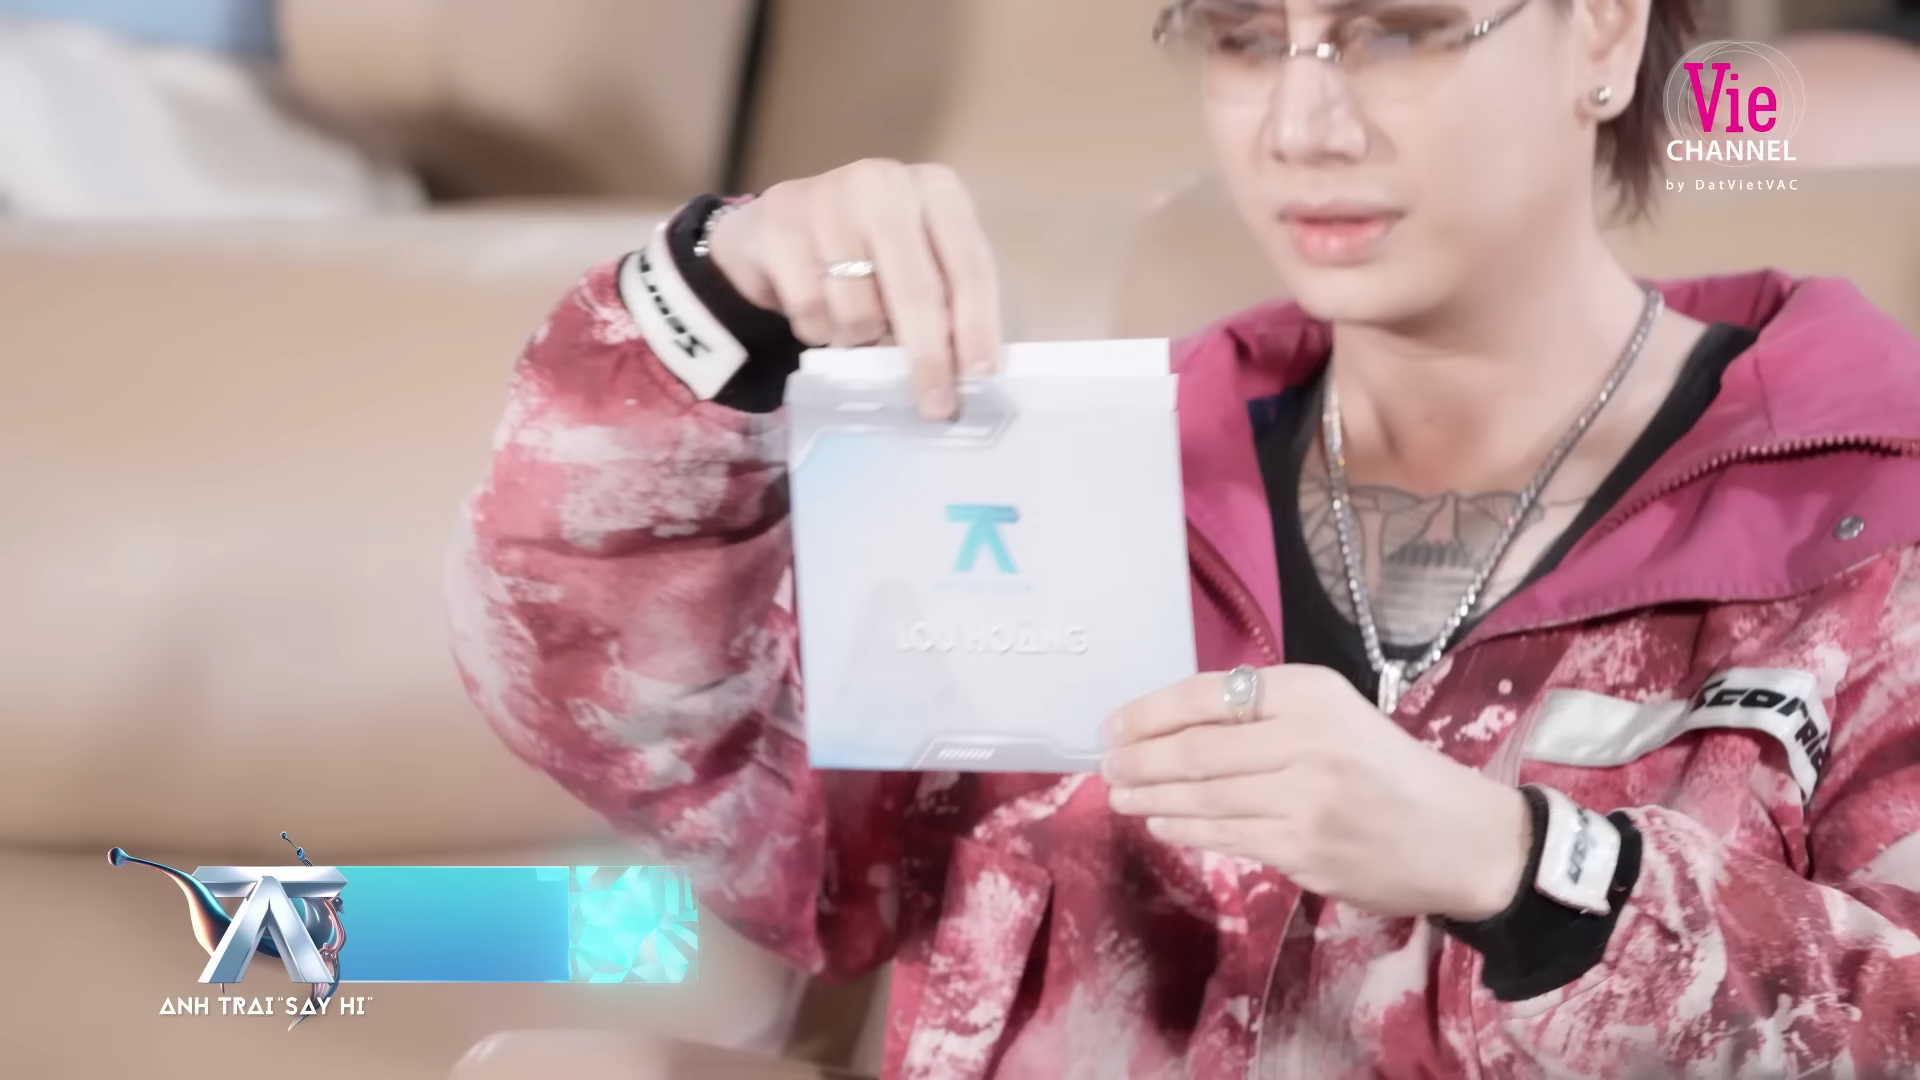 Vie
CHANNEL
by DatVietVAC
LOU HOÀNG
ANH TRAI "SAY HI"